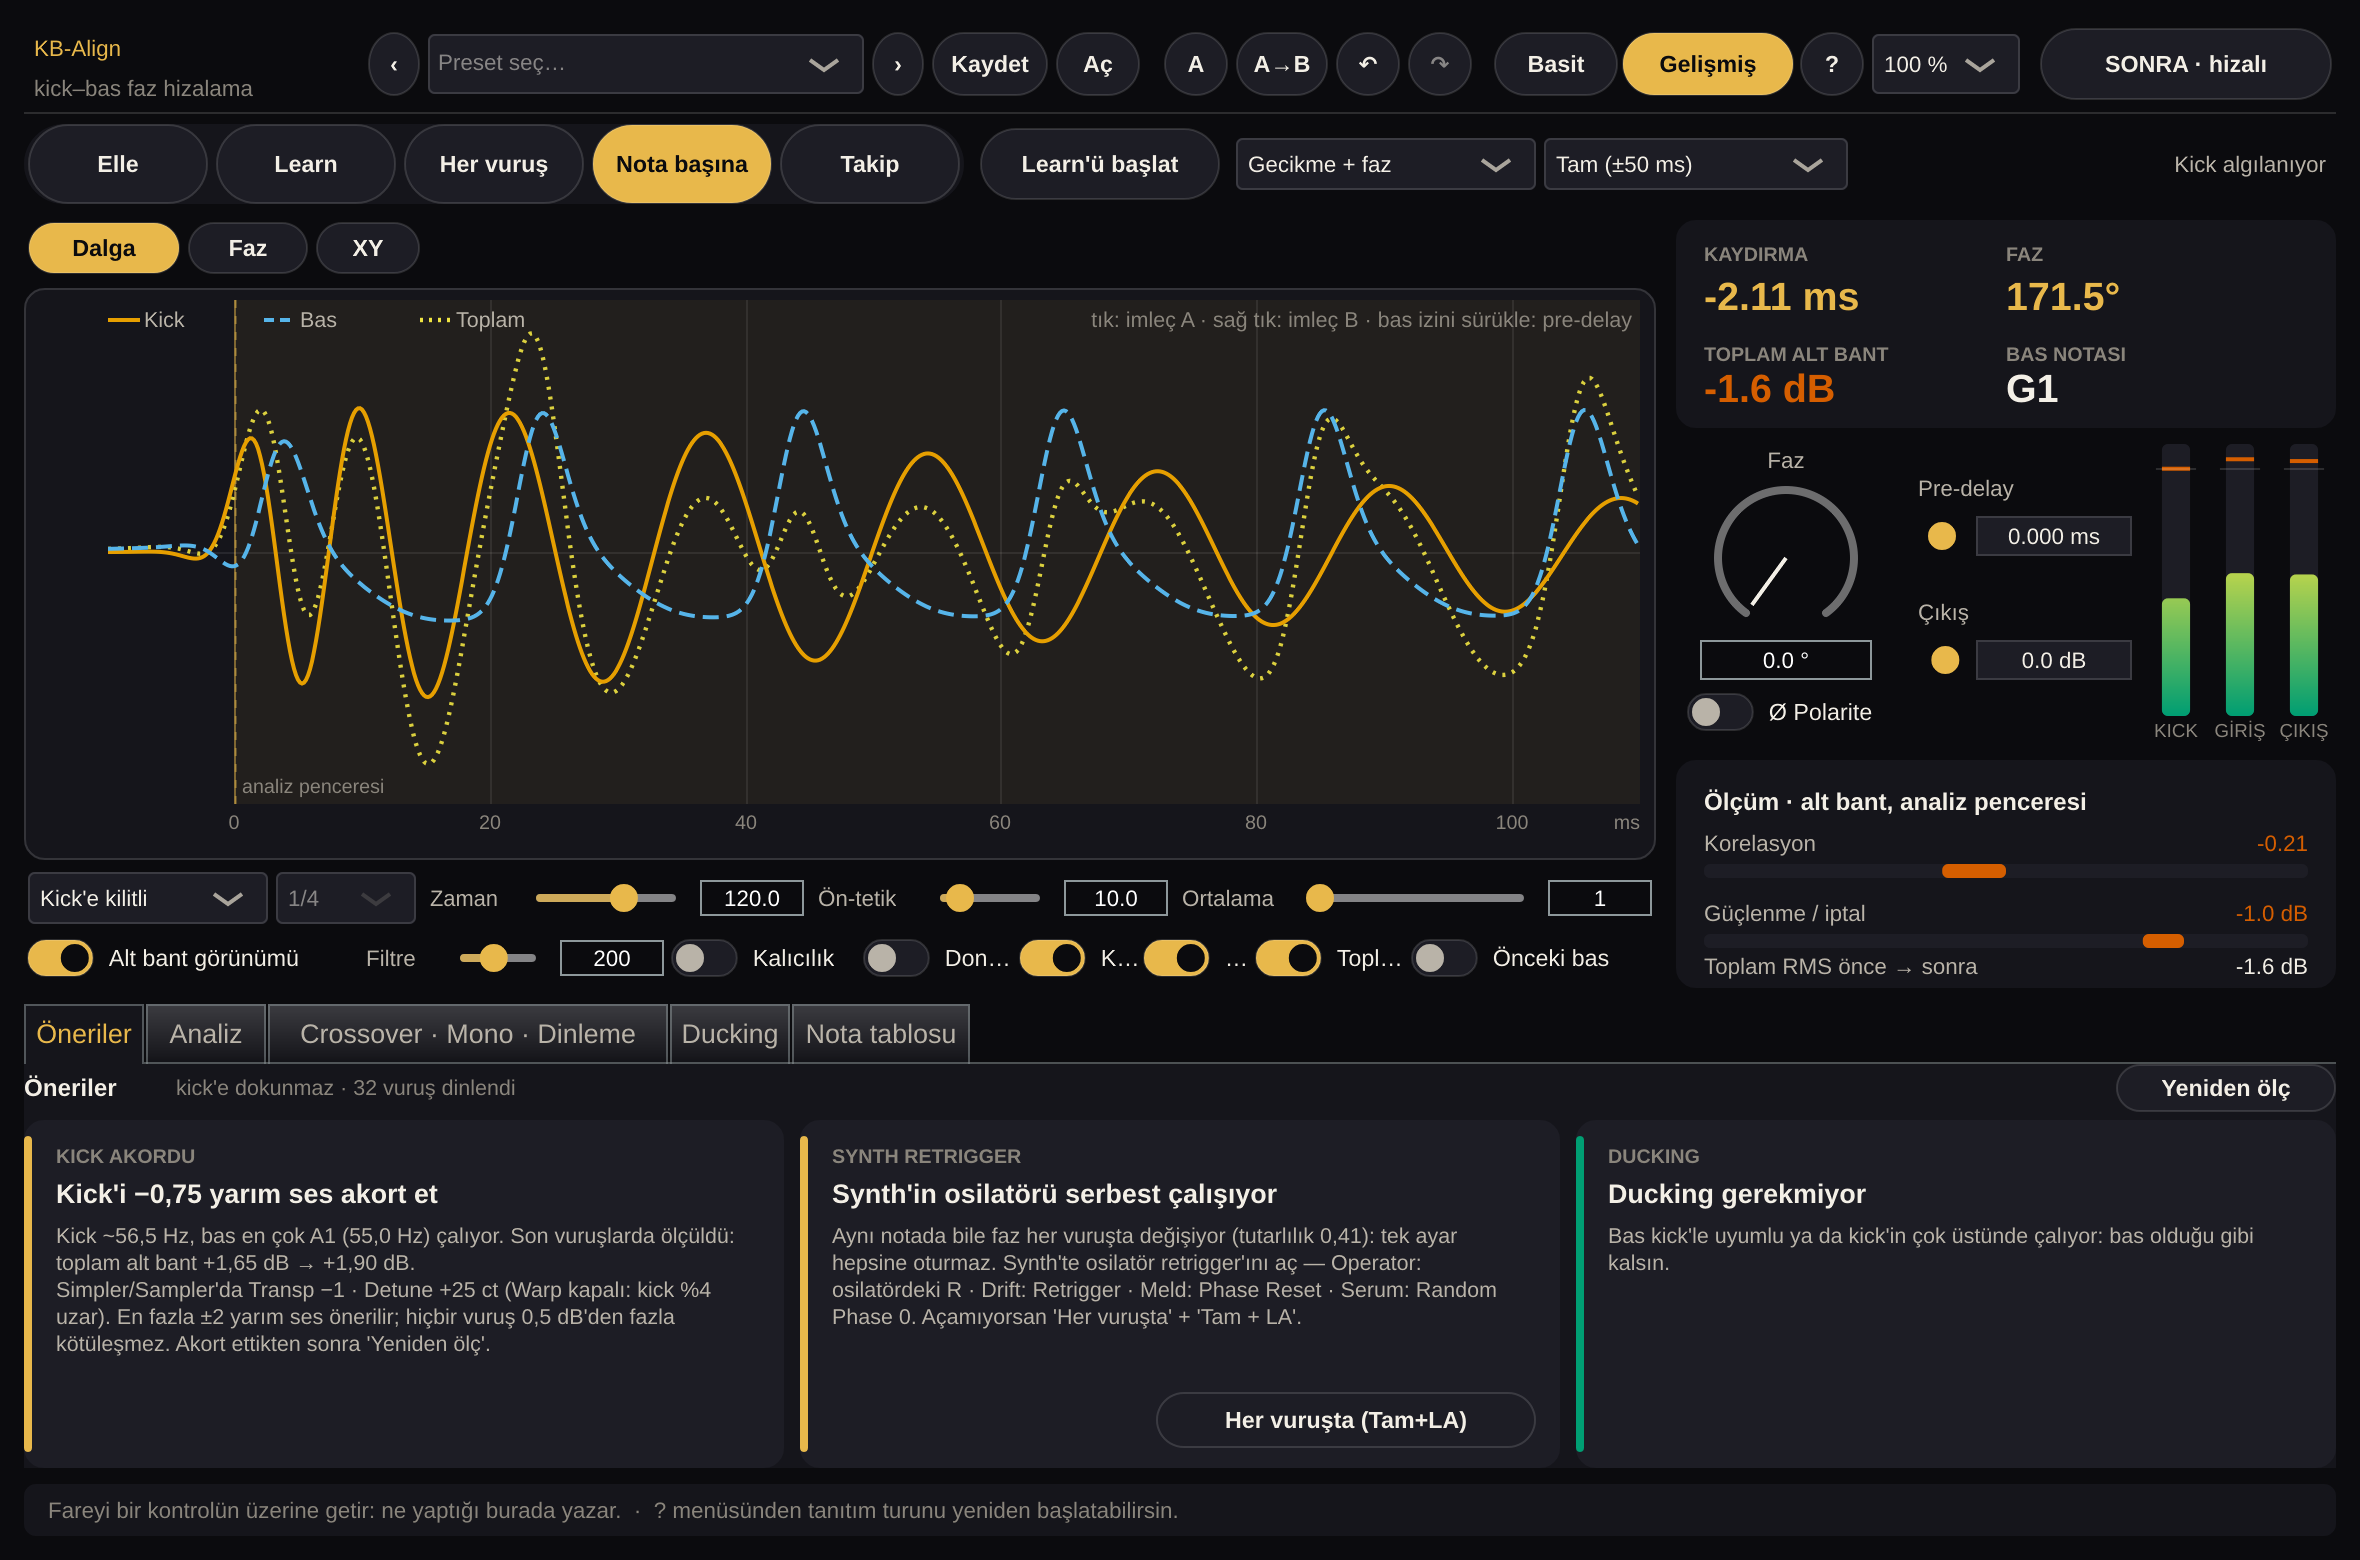 KB-Align
kick–bas faz hizalama
‹
Preset seç…
›
Kaydet
Aç
A
A→B
↶
↷
Basit
Gelişmiş
?
100 %
SONRA · hizalı
Elle
Learn
Her vuruş
Nota başına
Takip
Learn'ü başlat
Gecikme + faz
Tam (±50 ms)
Kick algılanıyor
Dalga
Faz
XY
Kick
Bas
Toplam
tık: imleç A · sağ tık: imleç B · bas izini sürükle: pre-delay
analiz penceresi
0
20
40
60
80
100
ms
KAYDIRMA
-2.11 ms
FAZ
171.5°
TOPLAM ALT BANT
-1.6 dB
BAS NOTASI
G1
Faz
0.0 °
Ø Polarite
Pre-delay
0.000 ms
Çıkış
0.0 dB
KICK
GİRİŞ
ÇIKIŞ
Ölçüm · alt bant, analiz penceresi
Korelasyon
-0.21
Güçlenme / iptal
-1.0 dB
Toplam RMS önce → sonra
-1.6 dB
Kick'e kilitli
1/4
Zaman
120.0
Ön-tetik
10.0
Ortalama
1
Alt bant görünümü
Filtre
200
Kalıcılık
Don…
K…
…
Topl…
Önceki bas
Öneriler
Analiz
Crossover · Mono · Dinleme
Ducking
Nota tablosu
Öneriler
kick'e dokunmaz · 32 vuruş dinlendi
Yeniden ölç
KICK AKORDU
Kick'i −0,75 yarım ses akort et
Kick ~56,5 Hz, bas en çok A1 (55,0 Hz) çalıyor. Son vuruşlarda ölçüldü:
toplam alt bant +1,65 dB → +1,90 dB.
Simpler/Sampler'da Transp −1 · Detune +25 ct (Warp kapalı: kick %4
uzar). En fazla ±2 yarım ses önerilir; hiçbir vuruş 0,5 dB'den fazla
kötüleşmez. Akort ettikten sonra 'Yeniden ölç'.
SYNTH RETRIGGER
Synth'in osilatörü serbest çalışıyor
Aynı notada bile faz her vuruşta değişiyor (tutarlılık 0,41): tek ayar
hepsine oturmaz. Synth'te osilatör retrigger'ını aç — Operator:
osilatördeki R · Drift: Retrigger · Meld: Phase Reset · Serum: Random
Phase 0. Açamıyorsan 'Her vuruşta' + 'Tam + LA'.
Her vuruşta (Tam+LA)
DUCKING
Ducking gerekmiyor
Bas kick'le uyumlu ya da kick'in çok üstünde çalıyor: bas olduğu gibi
kalsın.
Fareyi bir kontrolün üzerine getir: ne yaptığı burada yazar. · ? menüsünden tanıtım turunu yeniden başlatabilirsin.